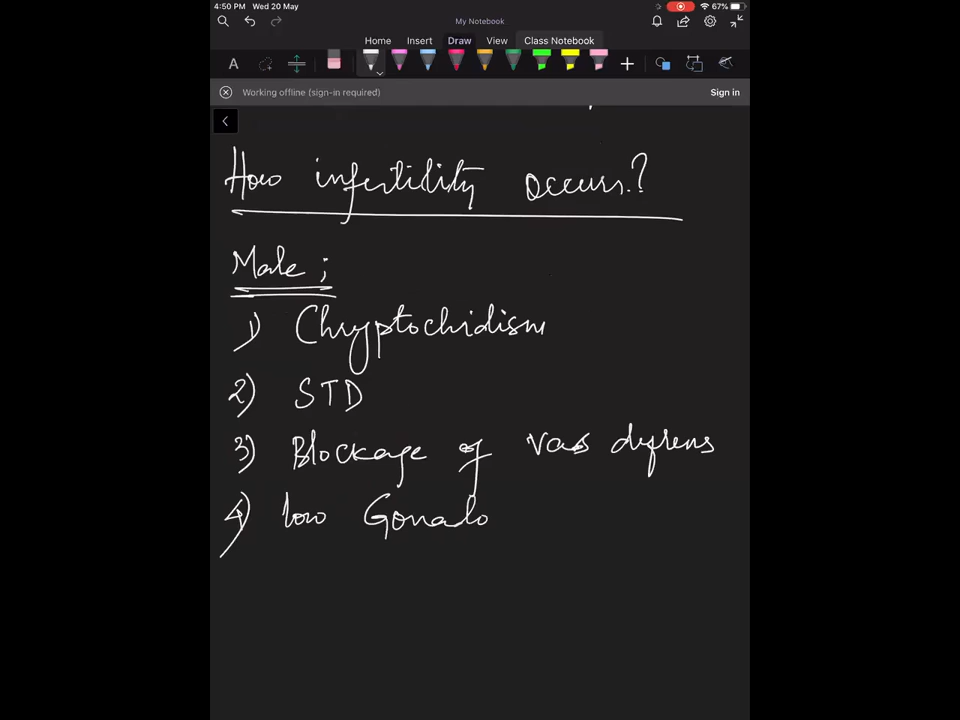 4:50 PM Wed 20 May
67%
My Notebook
Home Insert Draw View Class Notebook
A
Working offline (sign-in required) Sign in
How infertility occurs.?
Male ;
1) Chryptochidism
2) STD
3) Blockage of Vas defrens
4) low Gonado